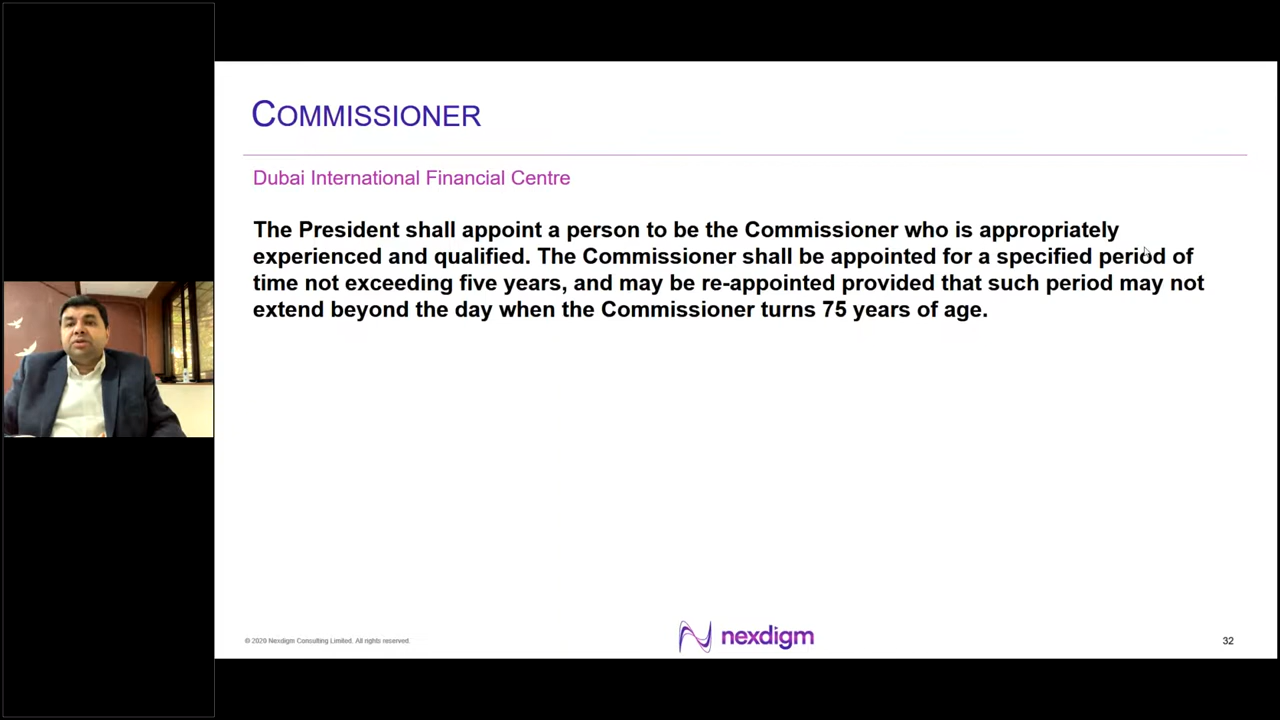 COMMISSIONER
Dubai International Financial Centre
The President shall appoint a person to be the Commissioner who is appropriately
experienced and qualified. The Commissioner shall be appointed for a specified period of
time not exceeding five years, and may be re-appointed provided that such period may not
extend beyond the day when the Commissioner turns 75 years of age.
© 2020 Nexdigm Consulting Limited. All rights reserved.
nexdigm
32